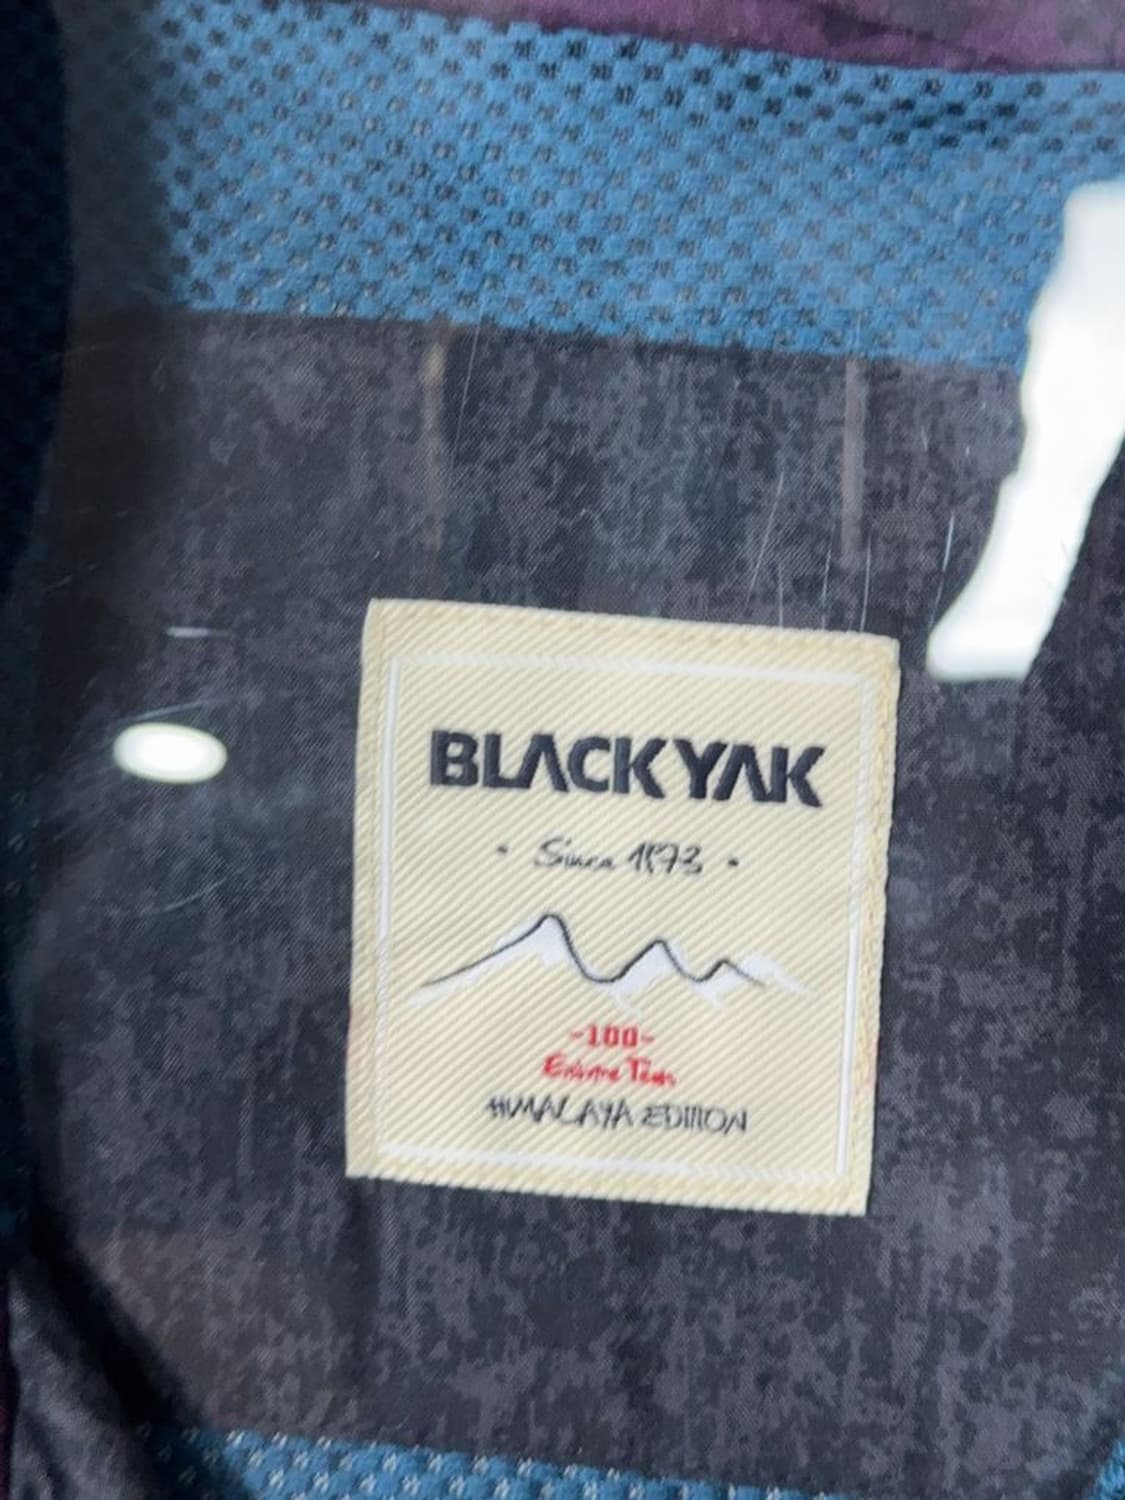 BLACKYAK
· Since 1973 ·
-100-
Extreme Team
HIMALAYA EDITION